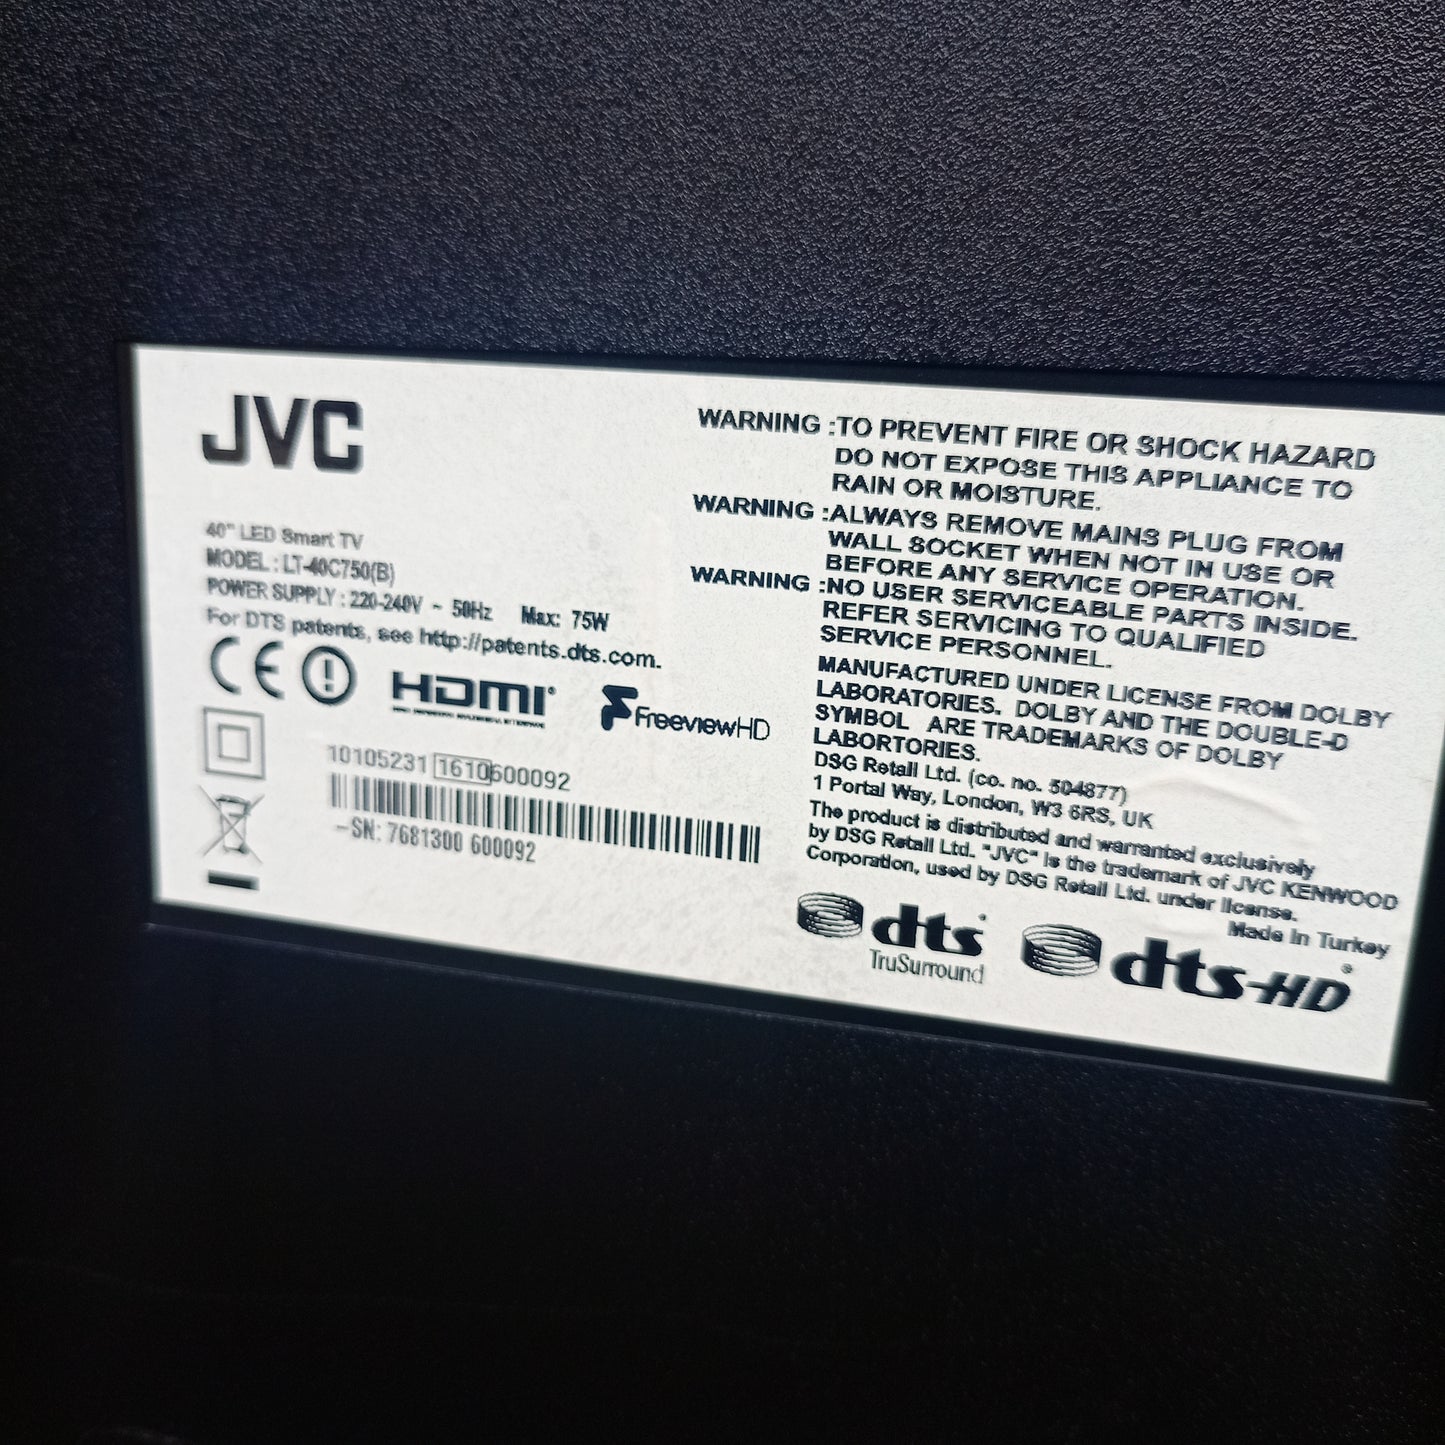 JVC
40" LED Smart TV
MODEL : LT-40C750(B)
POWER SUPPLY : 220-240V ~ 50Hz Max: 75W
For DTS patents, see http://patents.dts.com.
CE
HDMI
FreeviewHD
10105231 1610600092
-SN: 7681300 600092
WARNING :TO PREVENT FIRE OR SHOCK HAZARD
DO NOT EXPOSE THIS APPLIANCE TO
RAIN OR MOISTURE.
WARNING :ALWAYS REMOVE MAINS PLUG FROM
WALL SOCKET WHEN NOT IN USE OR
BEFORE ANY SERVICE OPERATION.
WARNING :NO USER SERVICEABLE PARTS INSIDE.
REFER SERVICING TO QUALIFIED
SERVICE PERSONNEL.
MANUFACTURED UNDER LICENSE FROM DOLBY
LABORATORIES. DOLBY AND THE DOUBLE-D
SYMBOL ARE TRADEMARKS OF DOLBY
LABORTORIES.
DSG Retail Ltd. (co. no. 504877)
1 Portal Way, London, W3 6RS, UK
The product is distributed and warranted exclusively
by DSG Retail Ltd. "JVC" is the trademark of JVC KENWOOD
Corporation, used by DSG Retail Ltd. under license.
Made in Turkey
dts
TruSurround
dts-HD